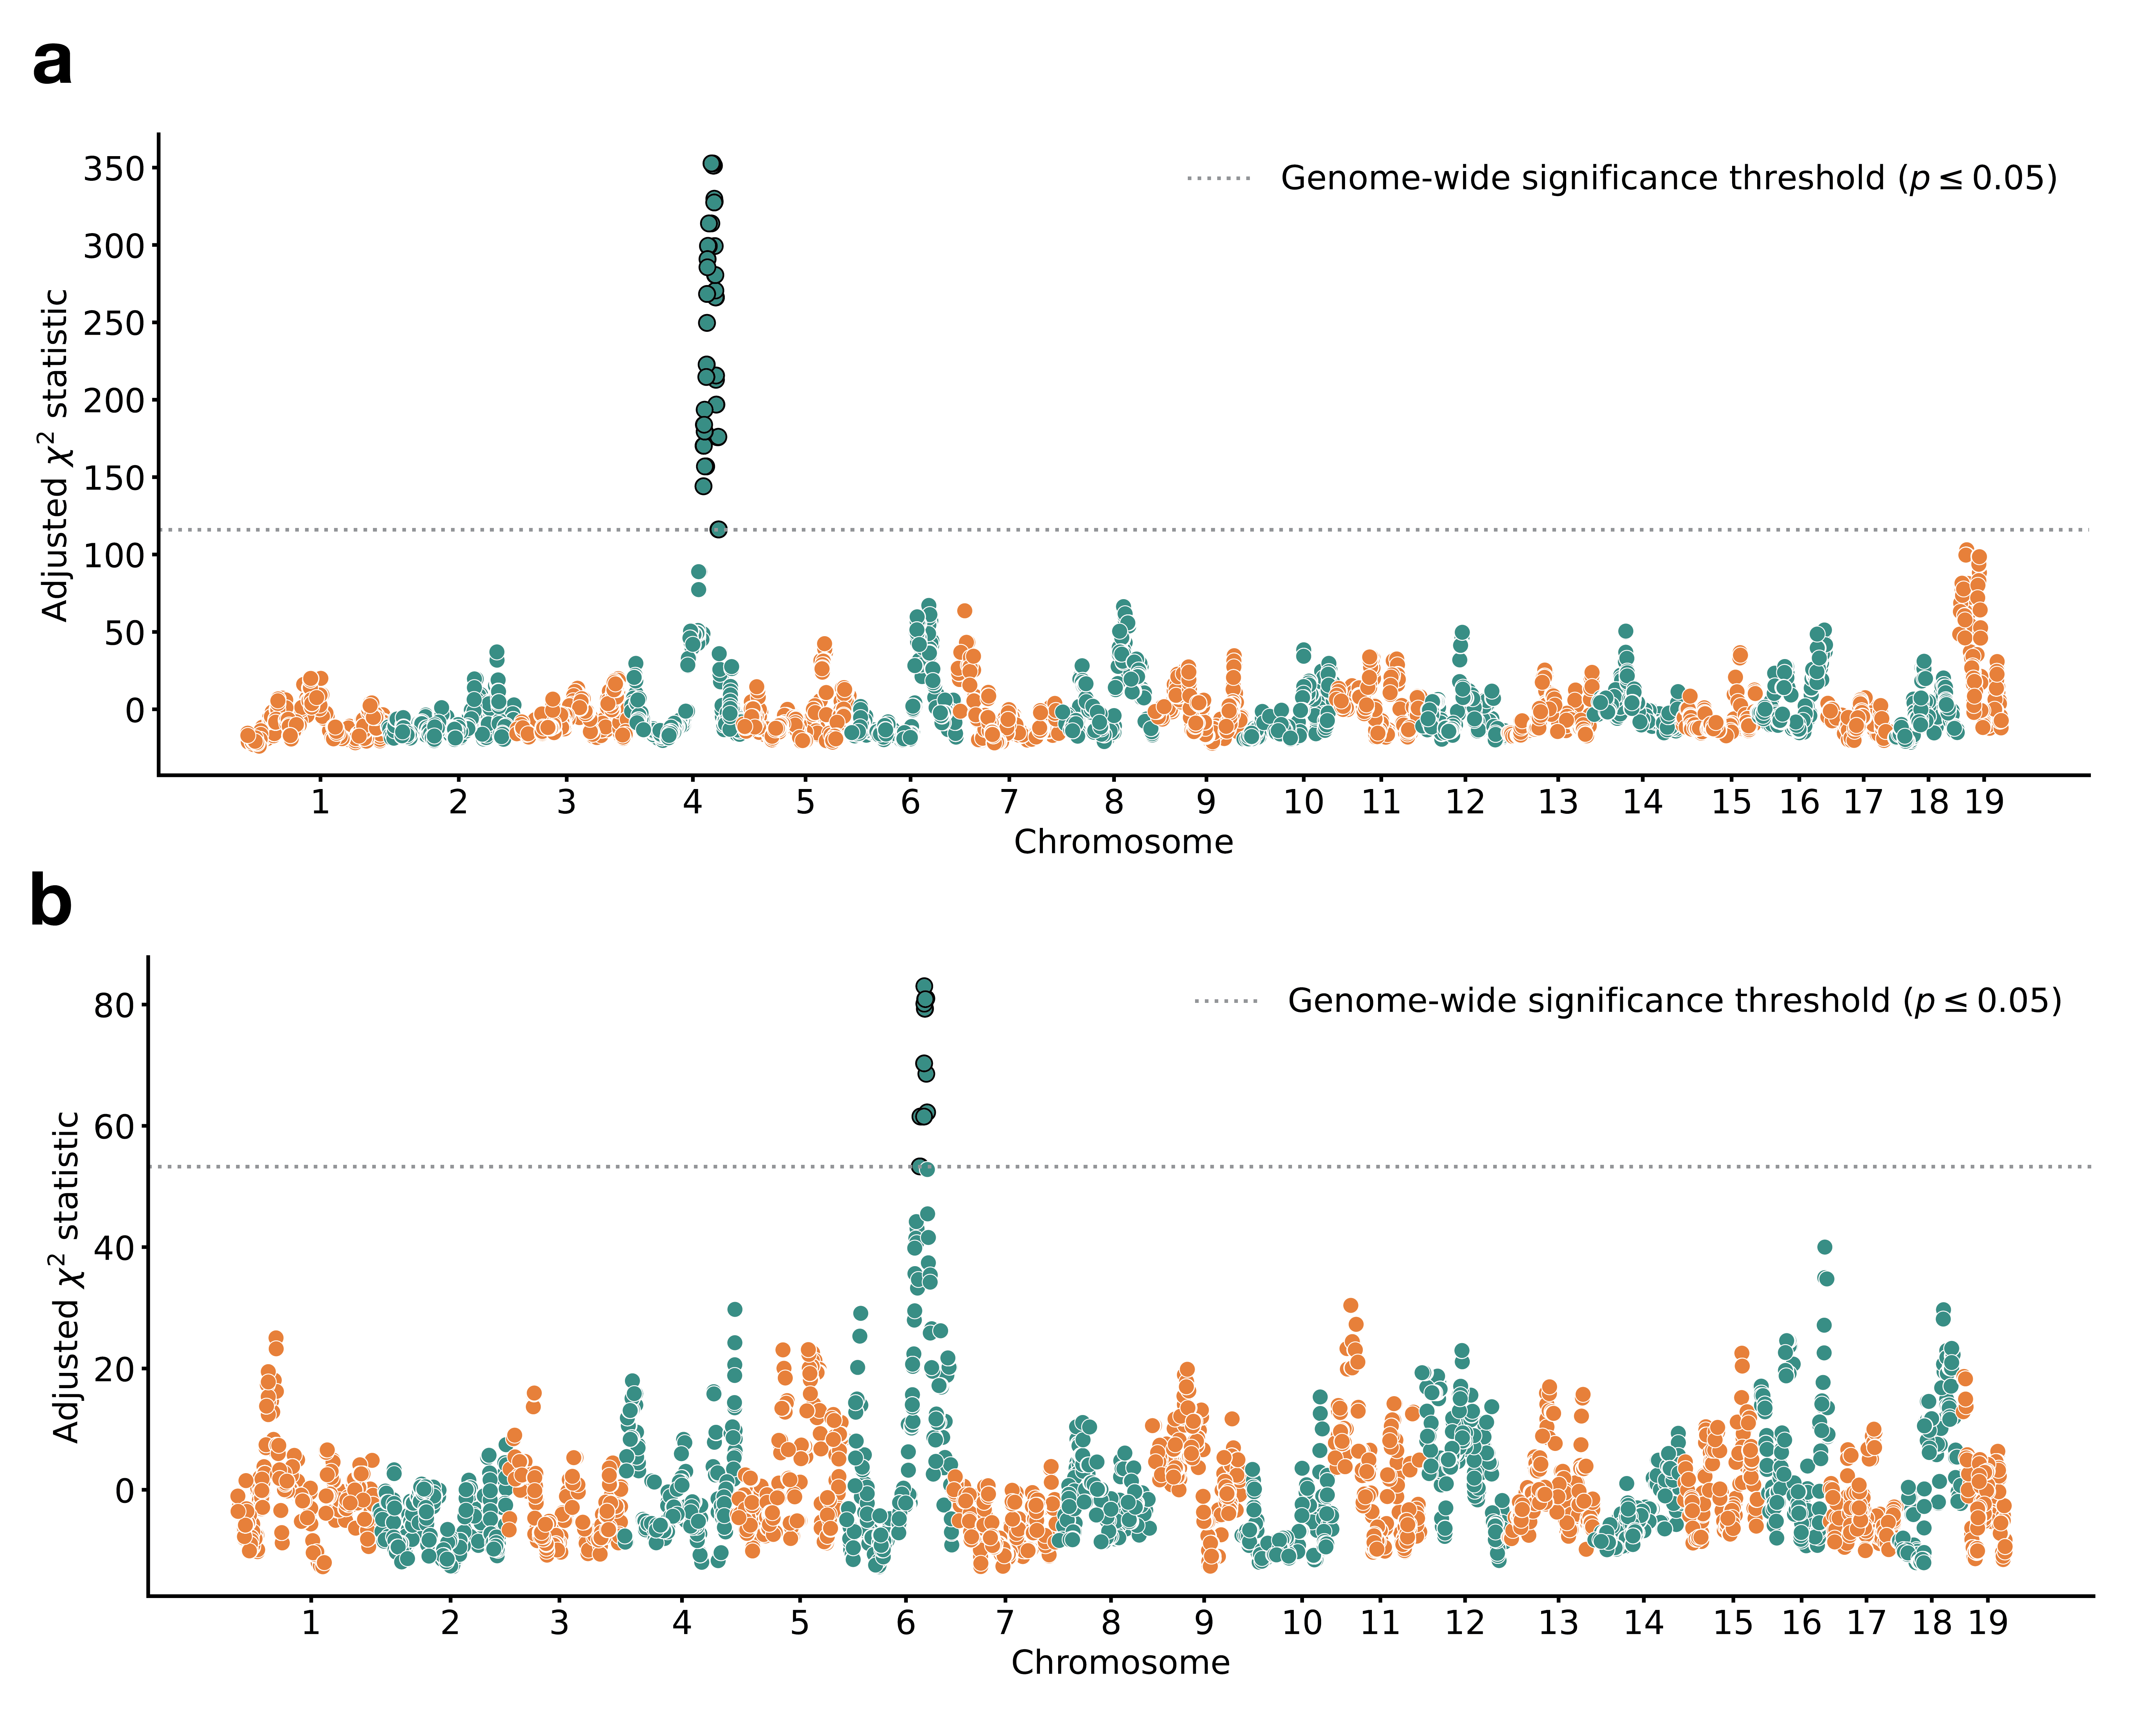 a
Genome-wide significance threshold (p ≤ 0.05)
350
300
250
200
150
100
50
0
Adjusted χ² statistic
1 2 3 4 5 6 7 8 9 10 11 12 13 14 15 16 17 18 19
Chromosome
b
Genome-wide significance threshold (p ≤ 0.05)
80
60
40
20
0
Adjusted χ² statistic
1 2 3 4 5 6 7 8 9 10 11 12 13 14 15 16 17 18 19
Chromosome